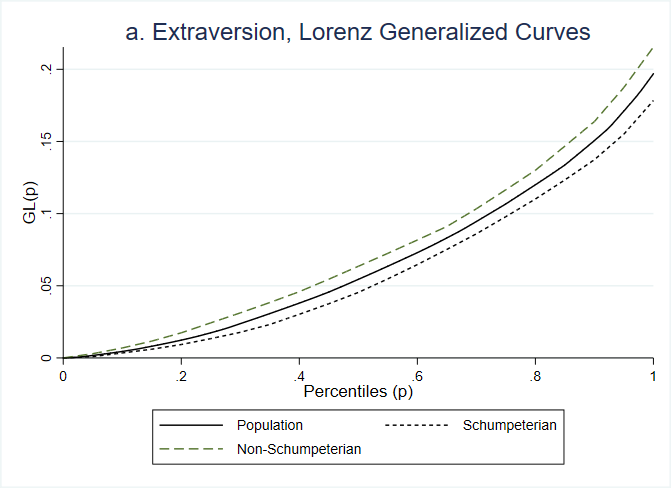 a. Extraversion, Lorenz Generalized Curves
GL(p)
.2
.15
.1
.05
0
0 .2 .4 .6 .8 1
Percentiles (p)
Population Schumpeterian
Non-Schumpeterian